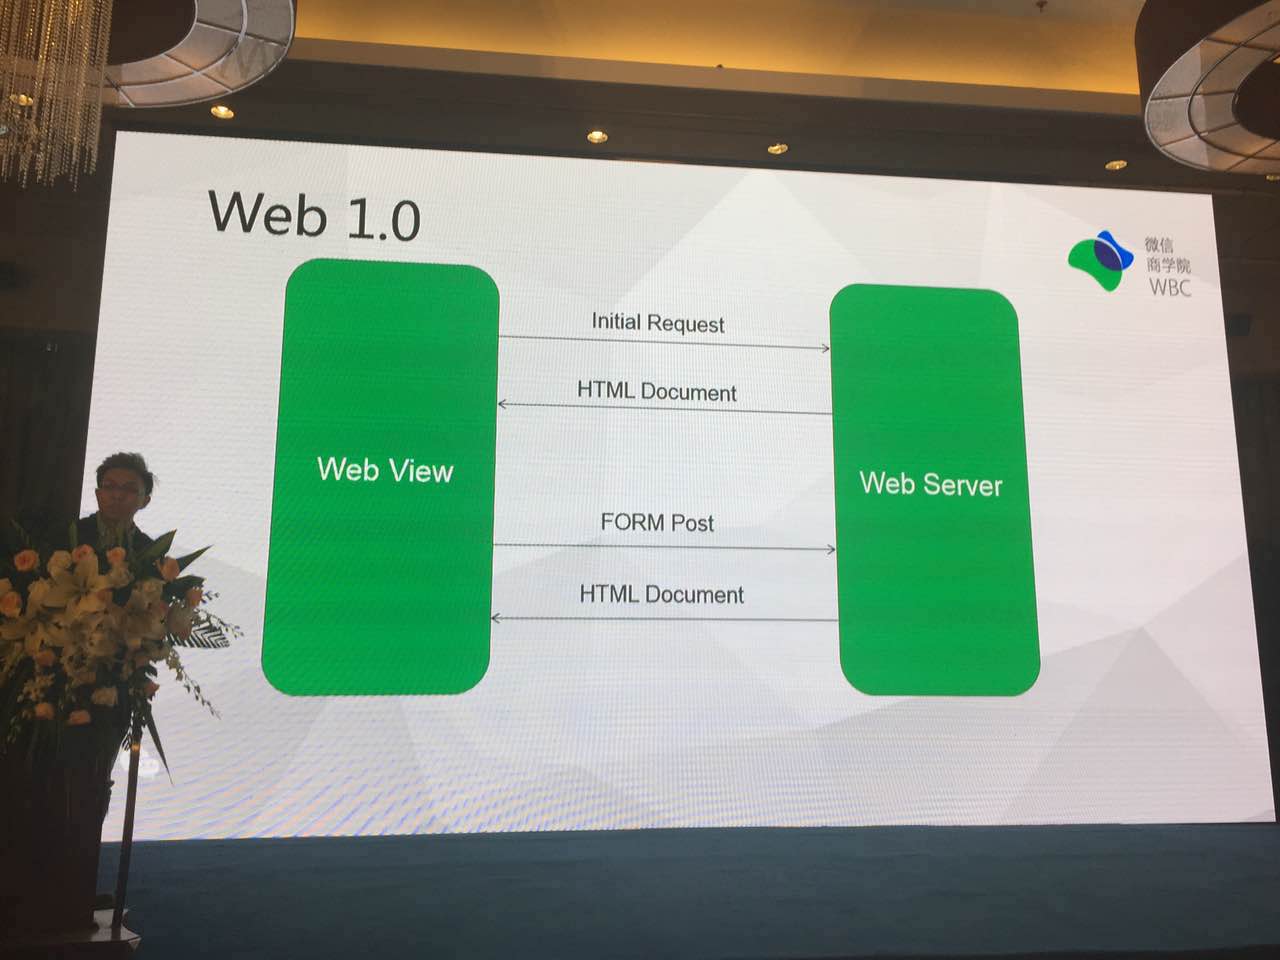 Web 1.0
微信
商学院
WBC
Initial Request
HTML Document
Web View
Web Server
FORM Post
HTML Document